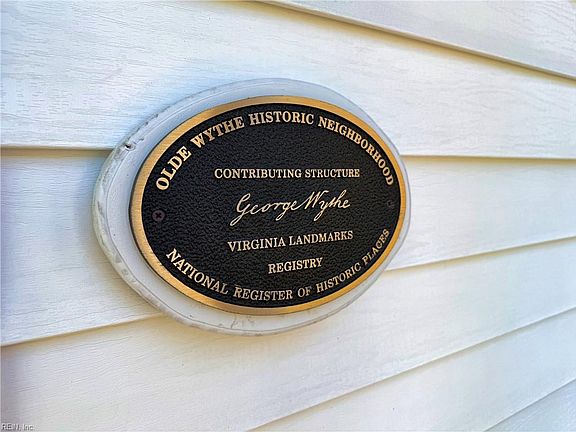 OLDE WYTHE HISTORIC NEIGHBORHOOD
CONTRIBUTING STRUCTURE
George Wythe
VIRGINIA LANDMARKS
REGISTRY
NATIONAL REGISTER OF HISTORIC PLACES
REIN, Inc.